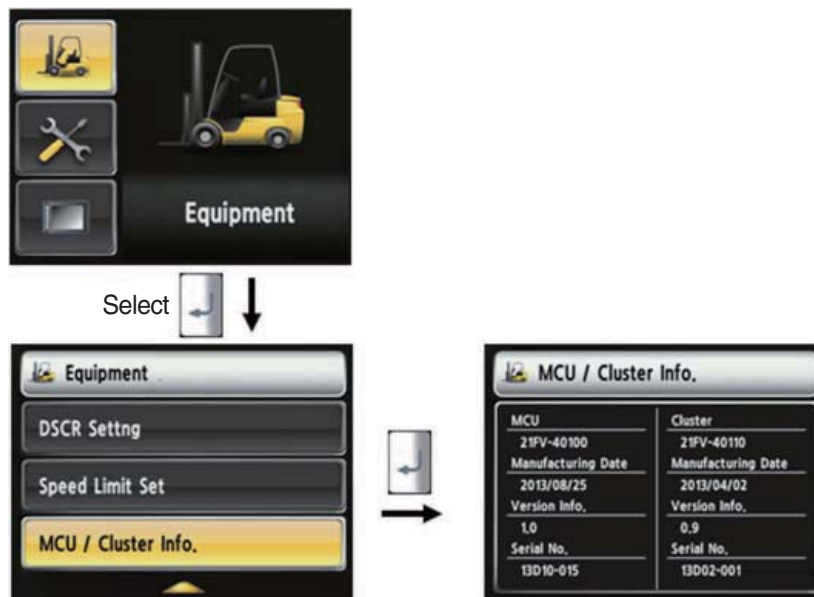 Equipment
Select
Equipment
DSCR Settng
Speed Limit Set
MCU / Cluster Info.
MCU / Cluster Info.
MCU
21FV-40100
Manufacturing Date
2013/08/25
Version Info.
1.0
Serial No.
13D10-015
Cluster
21FV-40110
Manufacturing Date
2013/04/02
Version Info.
0.9
Serial No.
13D02-001